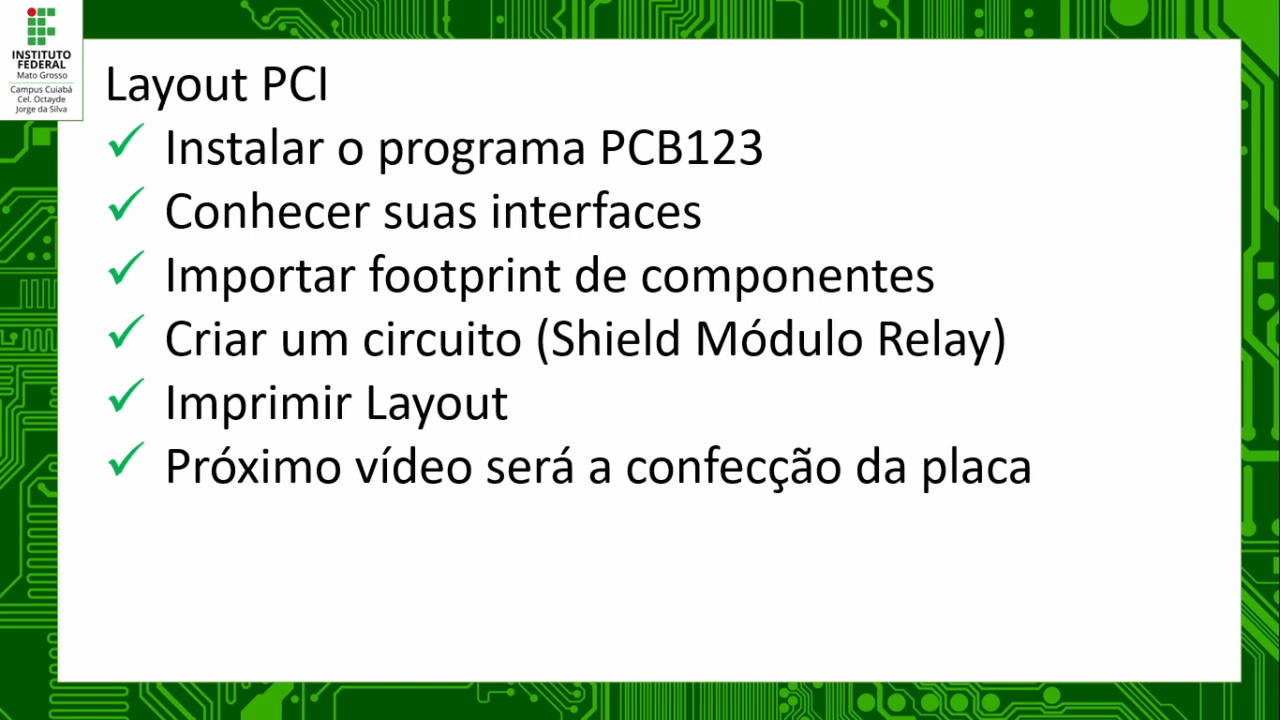 INSTITUTO
FEDERAL
Mato Grosso
Campus Cuiabá
Cel. Octayde
Jorge da Silva
Layout PCI
✓ Instalar o programa PCB123
✓ Conhecer suas interfaces
✓ Importar footprint de componentes
✓ Criar um circuito (Shield Módulo Relay)
✓ Imprimir Layout
✓ Próximo vídeo será a confecção da placa